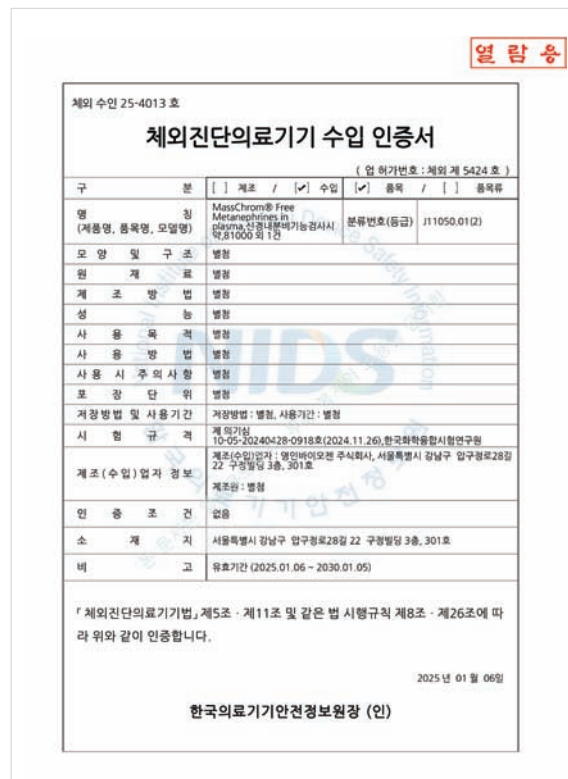 열람용
체외 수인 25-4013 호
체외진단의료기기 수입 인증서
( 업 허가번호 : 체외 제 5424 호 )
구 분 [ ] 제조 / [✔] 수입 [✔] 품목 / [ ] 품목류
명 칭
(제품명, 품목명, 모델명)
MassChrom® Free
Metanephrines in
plasma,신경내분비기능검사시
약,81000 외 1건
분류번호(등급) J11050.01(2)
모 양 및 구 조 별첨
원 재 료 별첨
제 조 방 법 별첨
성 능 별첨
사 용 목 적 별첨
사 용 방 법 별첨
사 용 시 주 의 사 항 별첨
포 장 단 위 별첨
저장방법 및 사용기간 저장방법 : 별첨, 사용기간 : 별첨
시 험 규 격 제 의기심
10-05-20240428-0918호(2024.11.26),한국화학융합시험연구원
제조(수입)업자 정보
제조(수입)업자 : 영인바이오젠 주식회사, 서울특별시 강남구 압구정로28길
22 구정빌딩 3층, 301호
제조원 : 별첨
인 증 조 건 없음
소 재 지 서울특별시 강남구 압구정로28길 22 구정빌딩 3층, 301호
비 고 유효기간 (2025.01.06 ~ 2030.01.05)
「체외진단의료기기법」제5조ㆍ제11조 및 같은 법 시행규칙 제8조ㆍ제26조에 따
라 위와 같이 인증합니다.
2025 년 01 월 06일
한국의료기기안전정보원장 (인)
NIDS